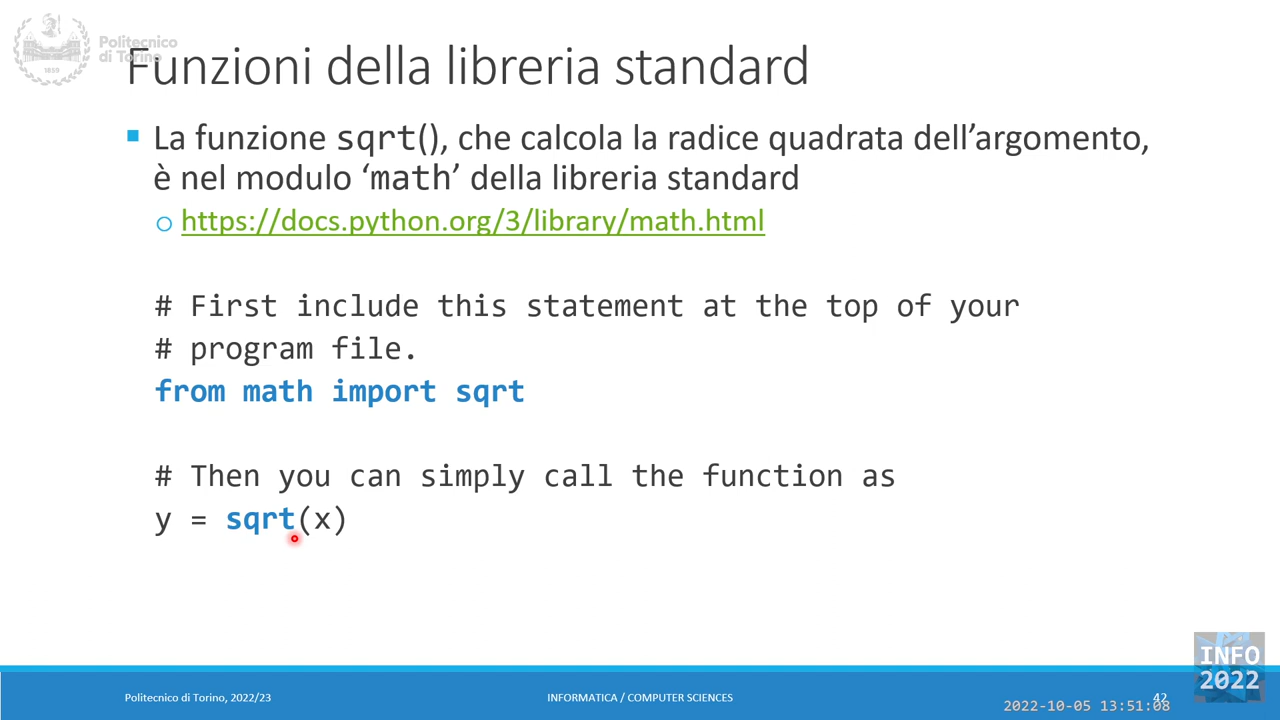 Politecnico
di Torino
1859
Funzioni della libreria standard
La funzione sqrt(), che calcola la radice quadrata dell’argomento,
è nel modulo ‘math’ della libreria standard
https://docs.python.org/3/library/math.html
# First include this statement at the top of your
# program file.
from math import sqrt
# Then you can simply call the function as
y = sqrt(x)
INFO
2022
Politecnico di Torino, 2022/23
INFORMATICA / COMPUTER SCIENCES
42
2022-10-05 13:51:08